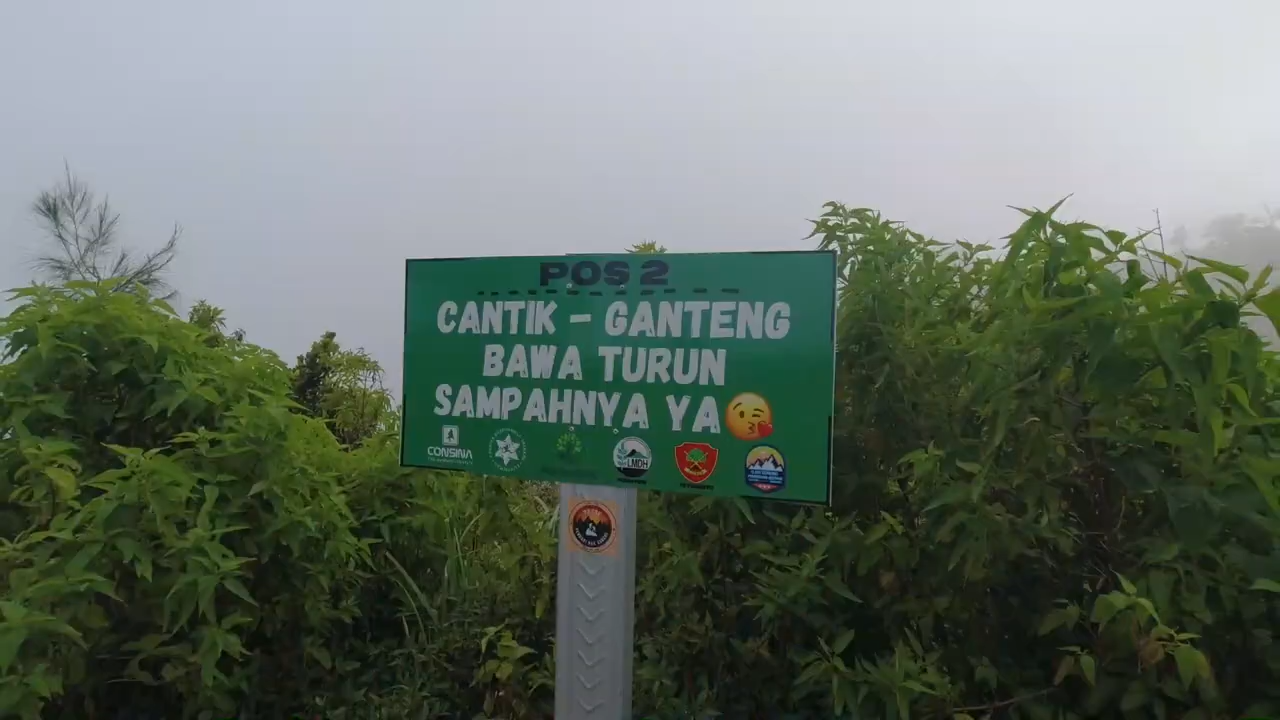 POS 2
CANTIK - GANTENG
BAWA TURUN
SAMPAHNYA YA
CONSINA
LMDH